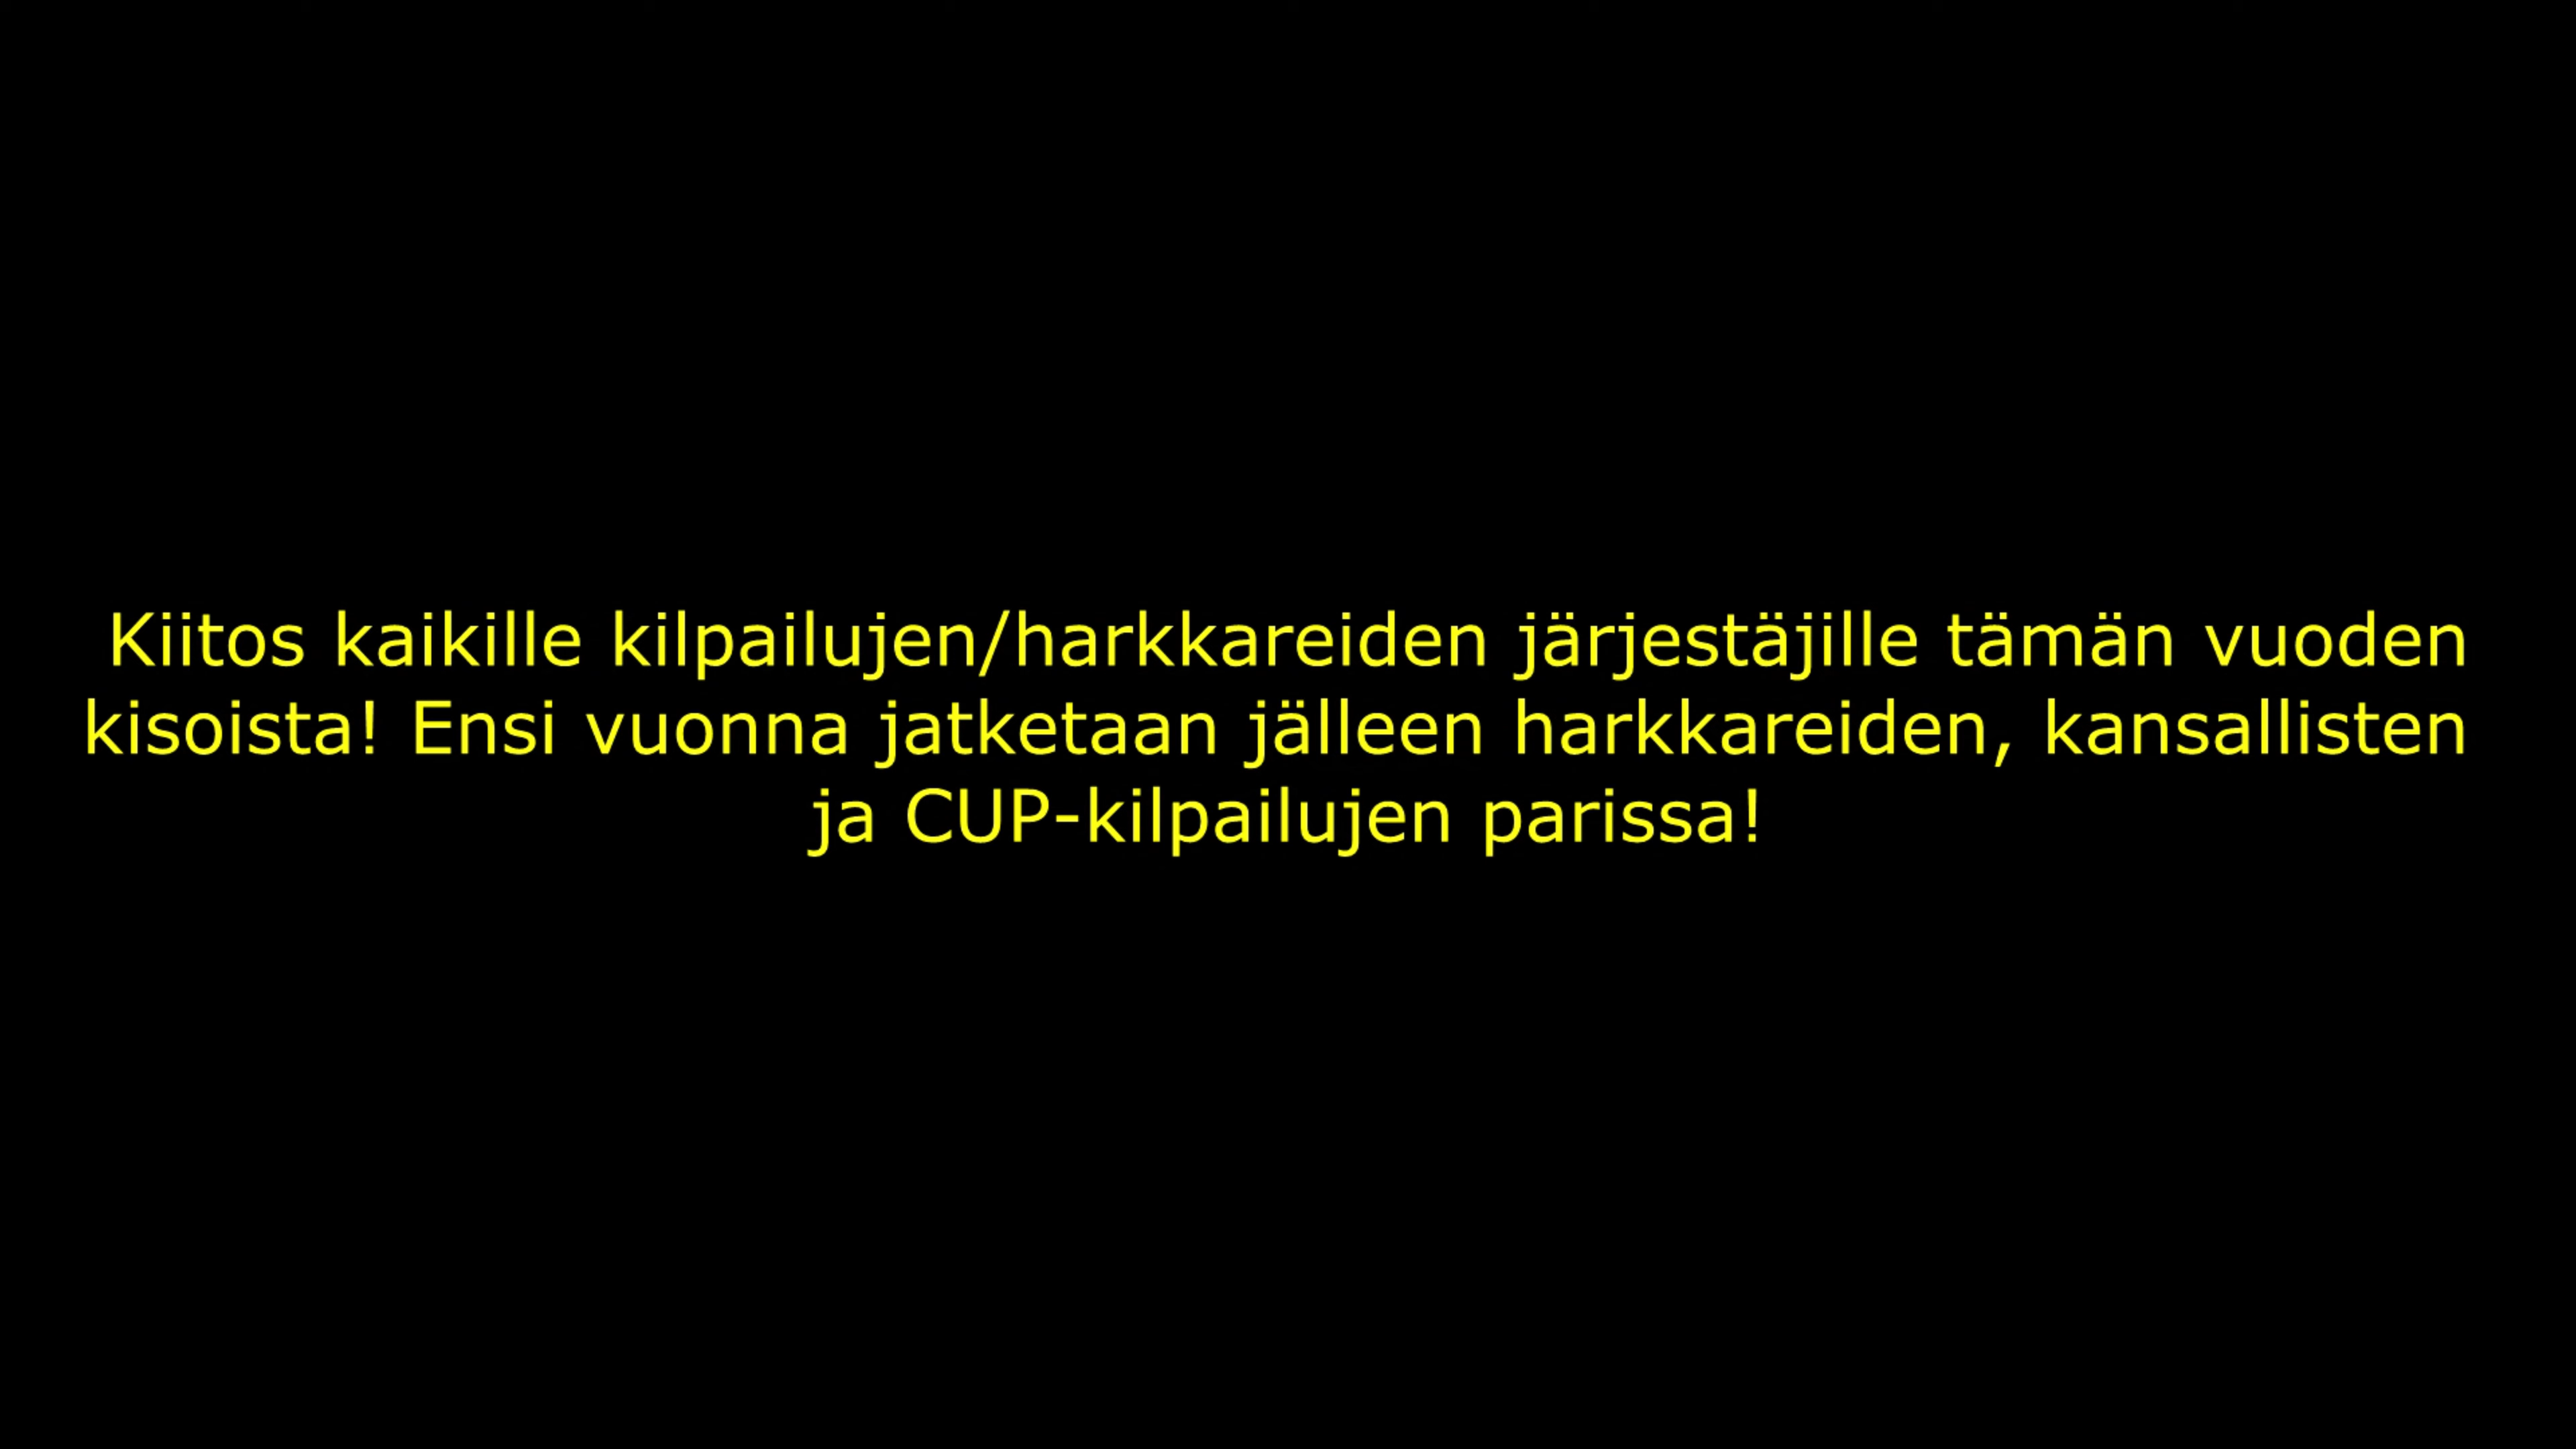 Kiitos kaikille kilpailujen/harkkareiden järjestäjille tämän vuoden
kisoista! Ensi vuonna jatketaan jälleen harkkareiden, kansallisten
ja CUP-kilpailujen parissa!